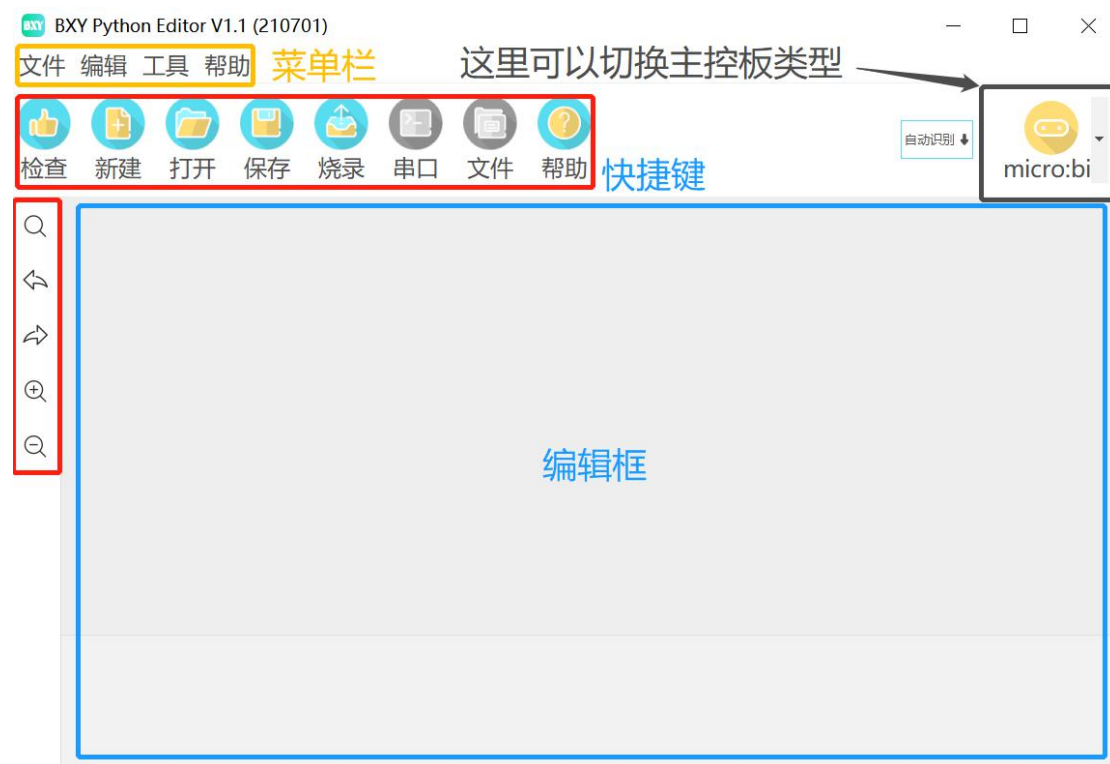 BXY BXY Python Editor V1.1 (210701)
文件 编辑 工具 帮助 菜单栏 这里可以切换主控板类型
检查 新建 打开 保存 烧录 串口 文件 帮助 快捷键 自动识别 micro:bi
编辑框